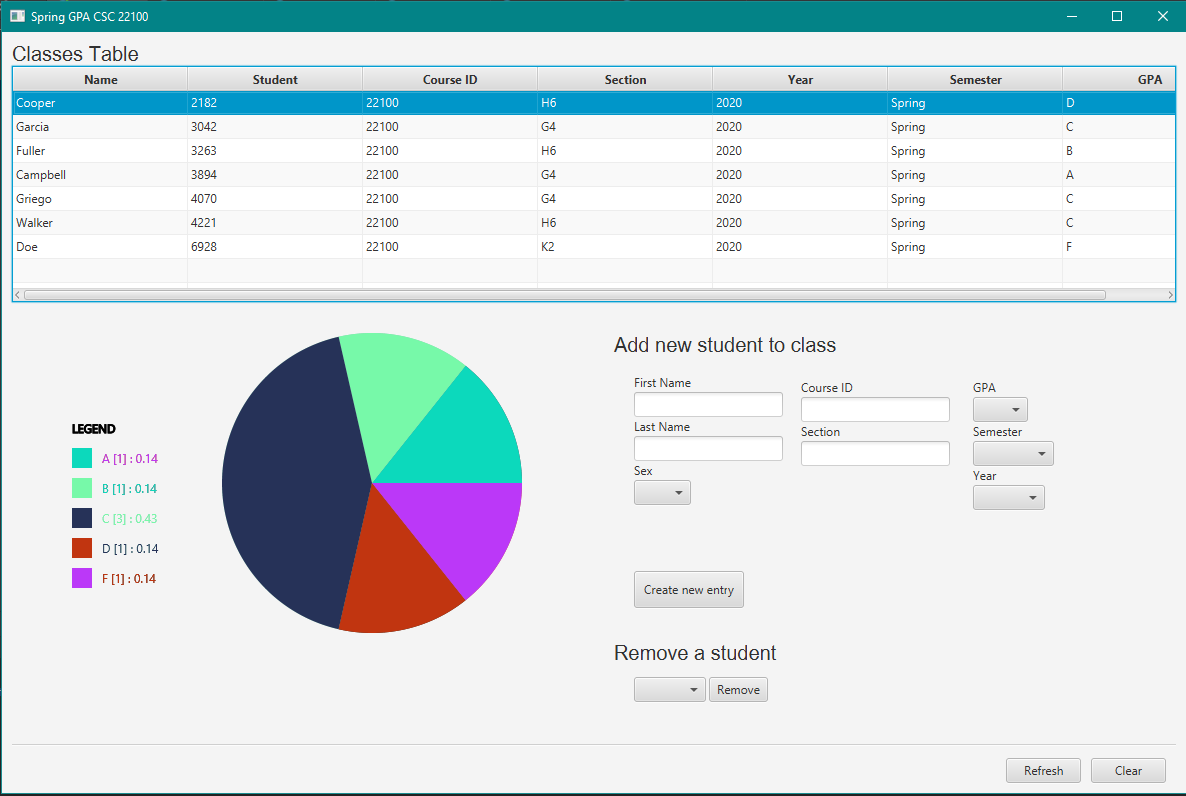 Spring GPA CSC 22100
Classes Table
Name Student Course ID Section Year Semester GPA
Cooper 2182 22100 H6 2020 Spring D
Garcia 3042 22100 G4 2020 Spring C
Fuller 3263 22100 H6 2020 Spring B
Campbell 3894 22100 G4 2020 Spring A
Griego 4070 22100 G4 2020 Spring C
Walker 4221 22100 H6 2020 Spring C
Doe 6928 22100 K2 2020 Spring F
LEGEND
A [1] : 0.14
B [1] : 0.14
C [3] : 0.43
D [1] : 0.14
F [1] : 0.14
Add new student to class
First Name Course ID GPA
Last Name Section Semester
Sex Year
Create new entry
Remove a student
Remove
Refresh Clear